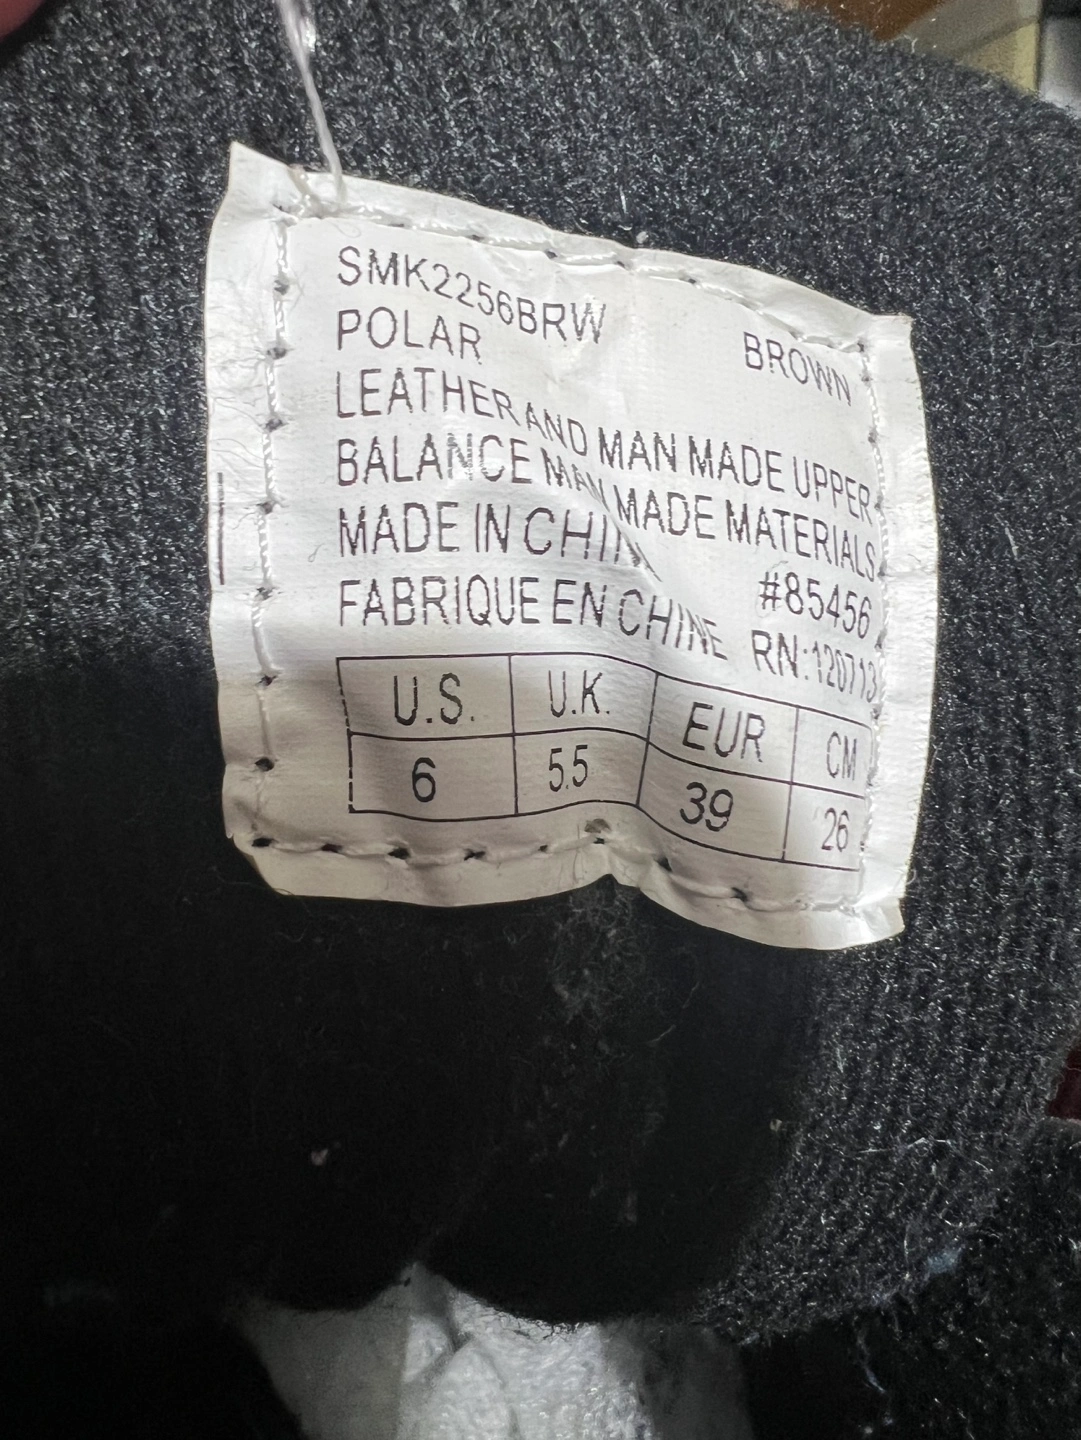 SMK2256BRW
POLAR BROWN
LEATHER AND MAN MADE UPPER
BALANCE MAN MADE MATERIALS
MADE IN CHIN #85456
FABRIQUE EN CHINE RN:120713
U.S. U.K. EUR CM
6 5.5 39 26